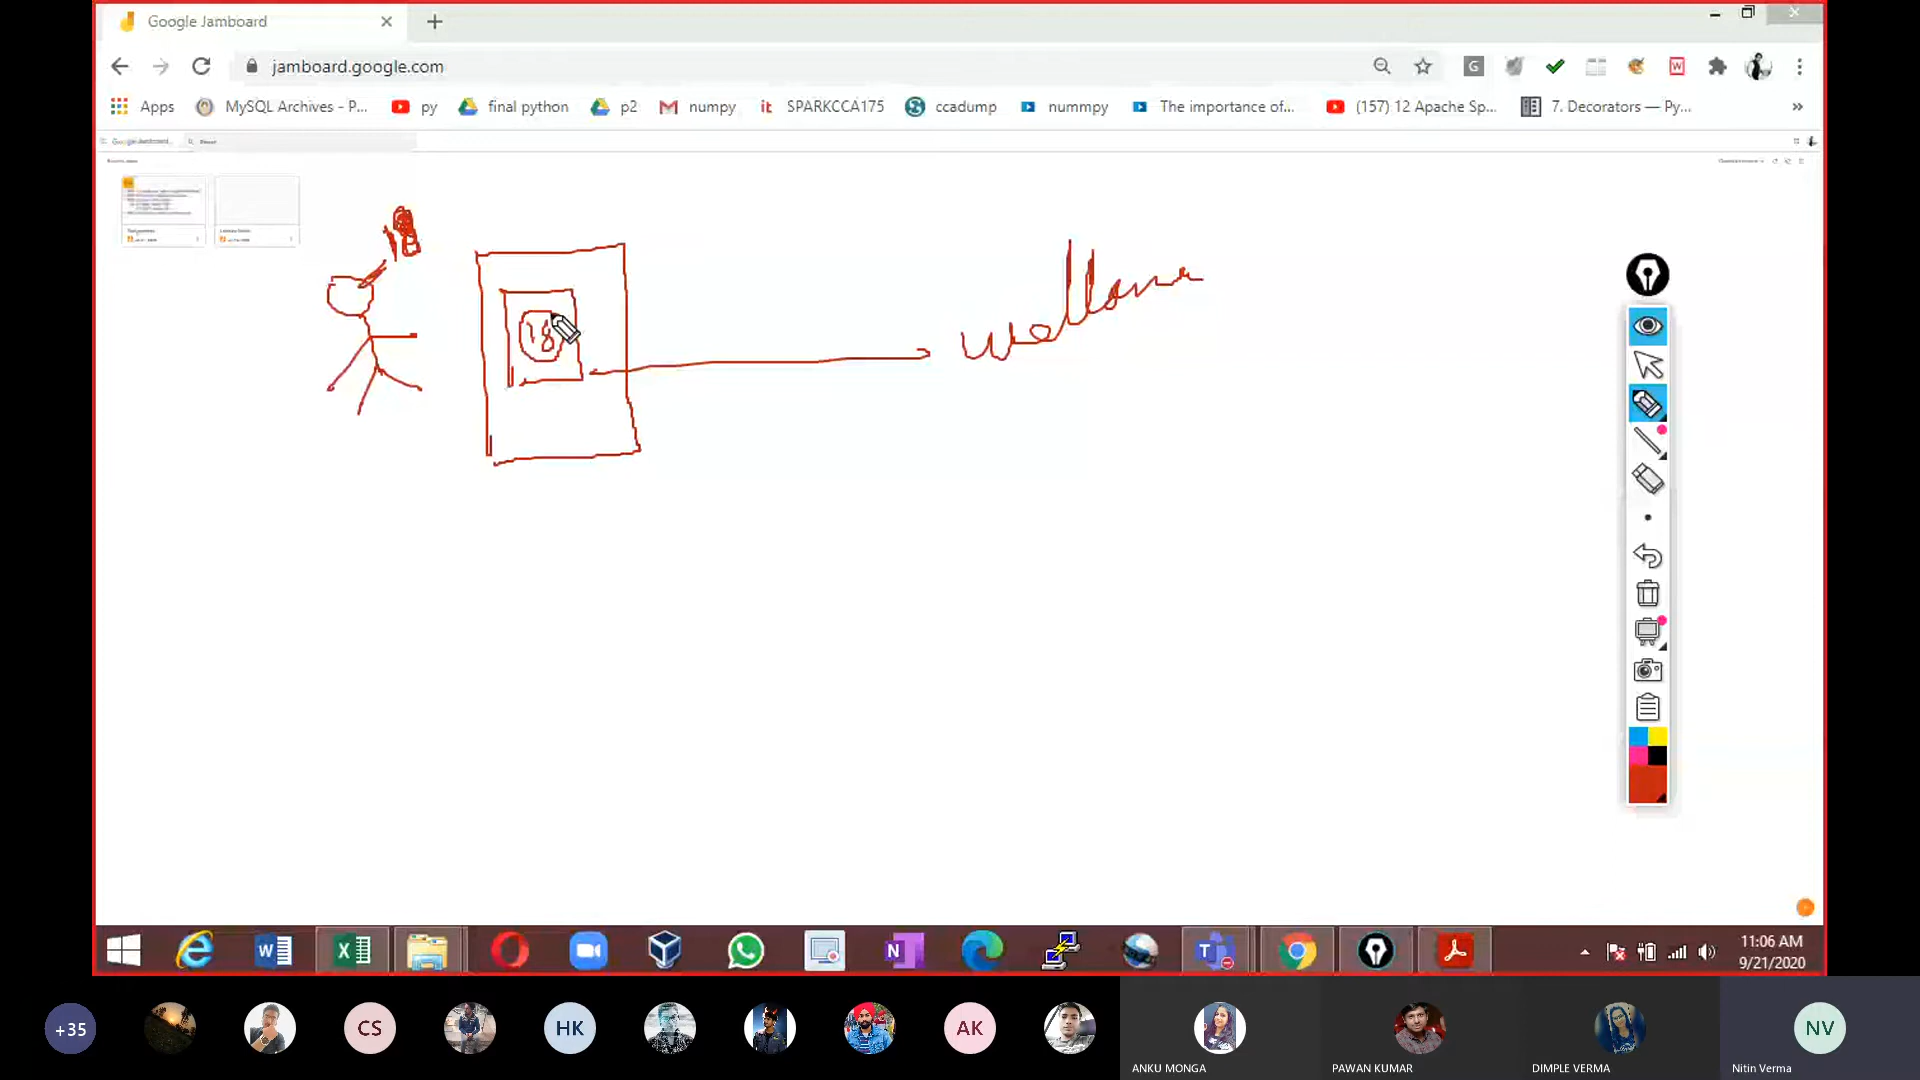 Google Jamboard
jamboard.google.com
Apps MySQL Archives - P... py final python p2 numpy SPARKCCA175 ccadump nummpy The importance of... (157) 12 Apache Sp... 7. Decorators — Py...
Google Jamboard
18
18
11:06 AM
9/21/2020
+35 CS HK AK NV
ANKU MONGA PAWAN KUMAR DIMPLE VERMA Nitin Verma